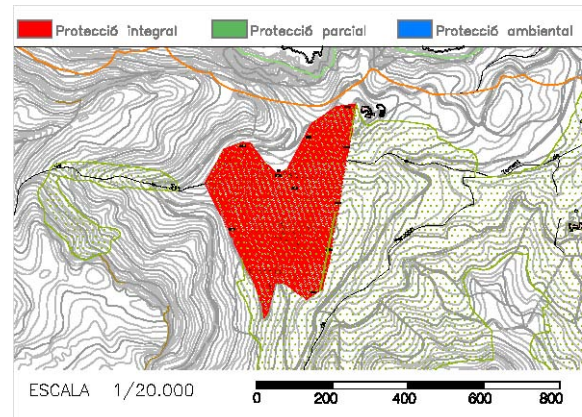 Protecció integral Protecció parcial Protecció ambiental
ESCALA 1/20.000
0 200 400 600 800